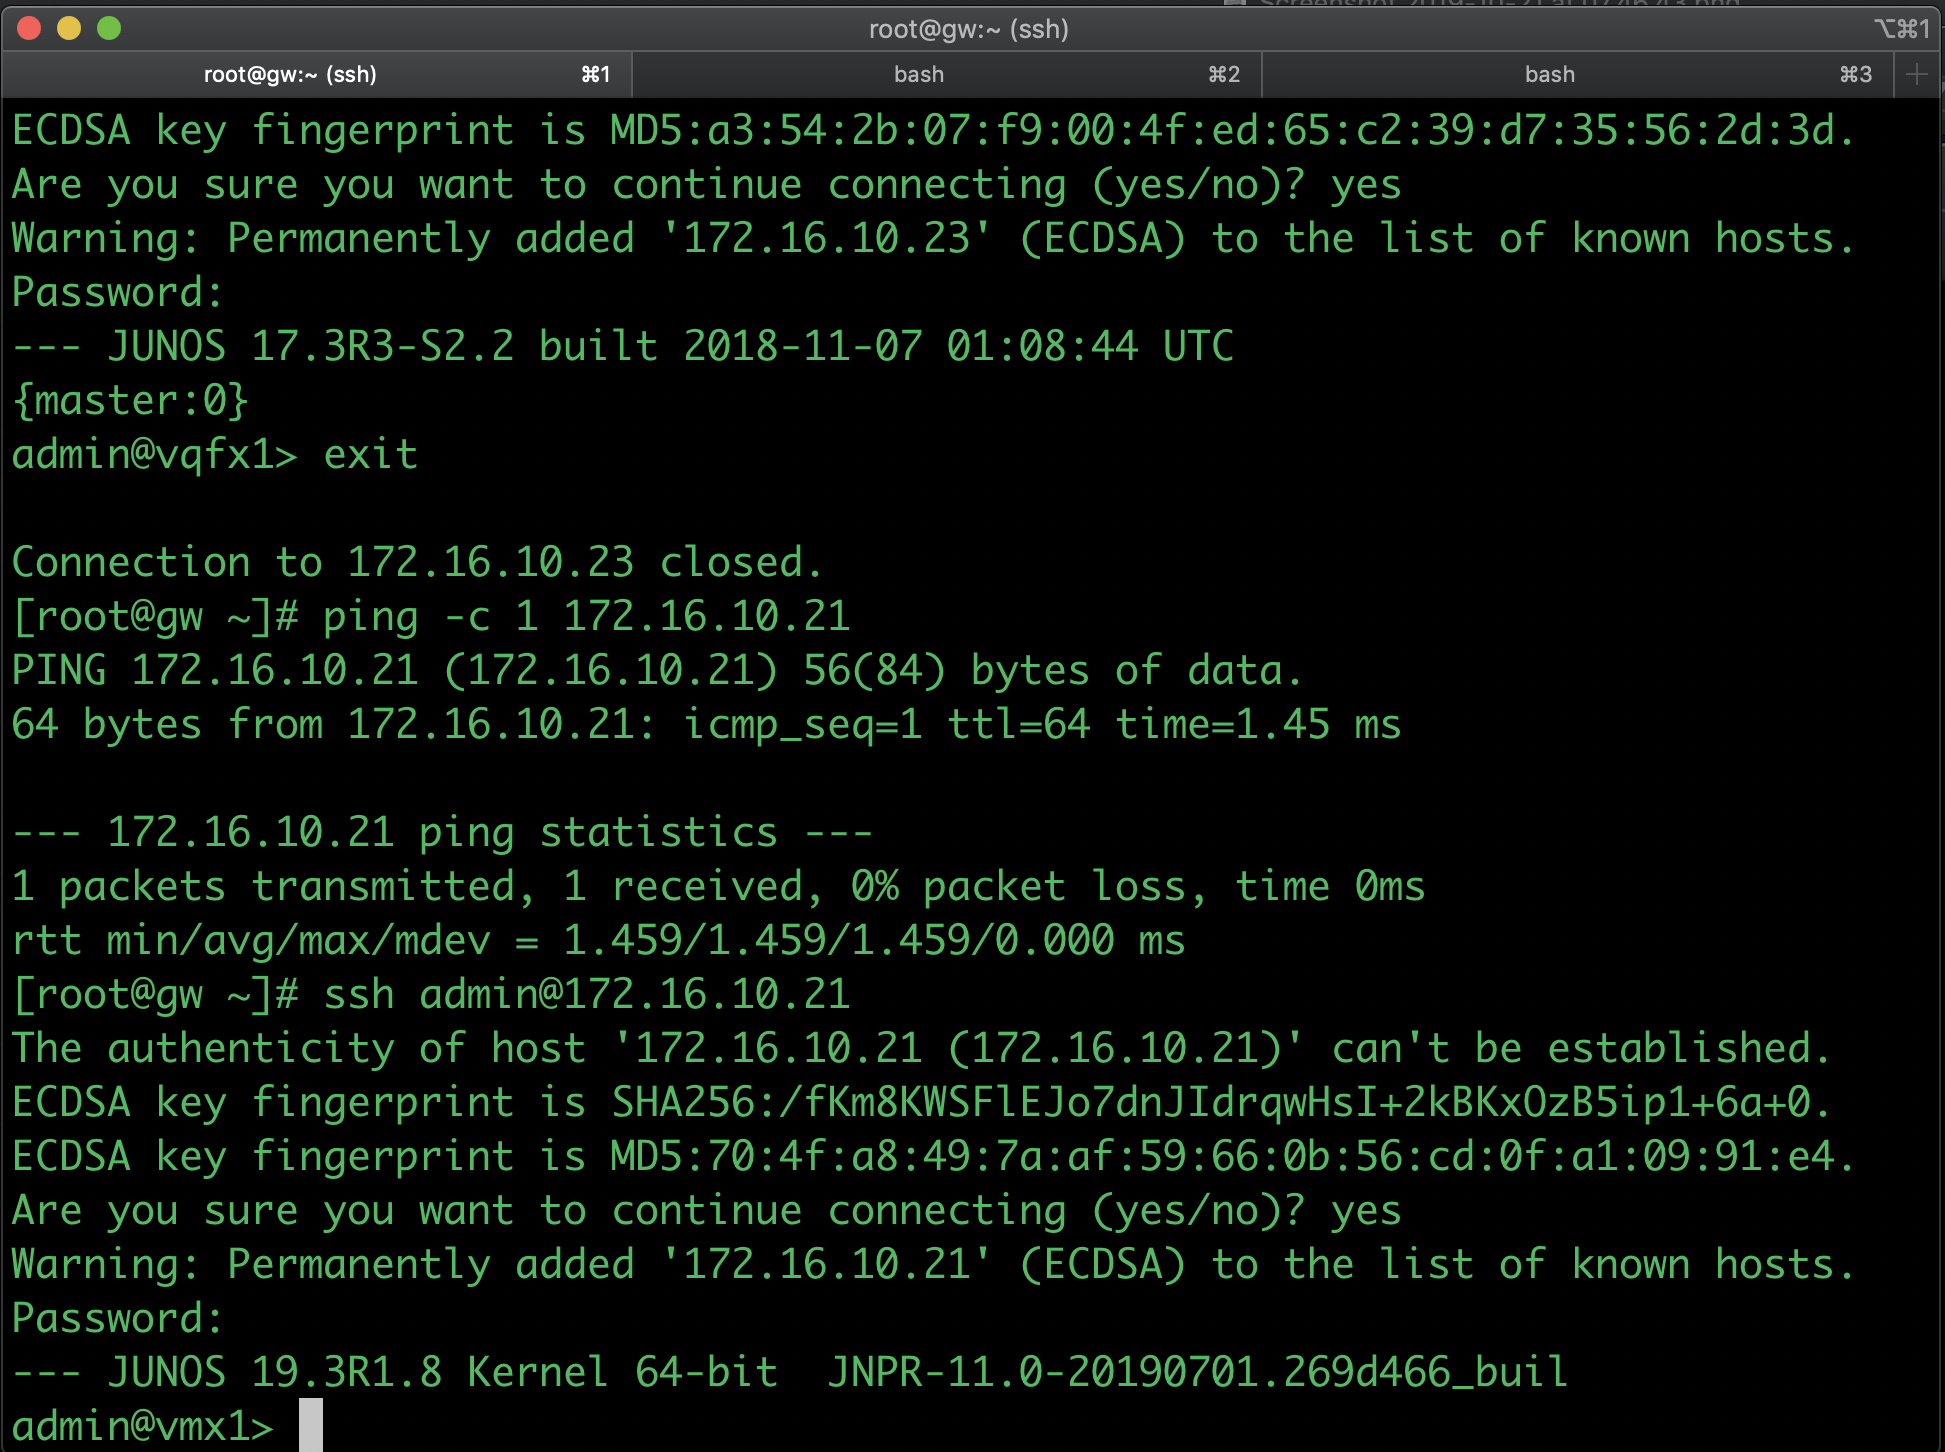 Screenshot 2019-10-21 at
root@gw:~ (ssh)
⌥⌘1
root@gw:~ (ssh) ⌘1
bash ⌘2
bash ⌘3
ECDSA key fingerprint is MD5:a3:54:2b:07:f9:00:4f:ed:65:c2:39:d7:35:56:2d:3d.
Are you sure you want to continue connecting (yes/no)? yes
Warning: Permanently added '172.16.10.23' (ECDSA) to the list of known hosts.
Password:
--- JUNOS 17.3R3-S2.2 built 2018-11-07 01:08:44 UTC
{master:0}
admin@vqfx1> exit
Connection to 172.16.10.23 closed.
[root@gw ~]# ping -c 1 172.16.10.21
PING 172.16.10.21 (172.16.10.21) 56(84) bytes of data.
64 bytes from 172.16.10.21: icmp_seq=1 ttl=64 time=1.45 ms
--- 172.16.10.21 ping statistics ---
1 packets transmitted, 1 received, 0% packet loss, time 0ms
rtt min/avg/max/mdev = 1.459/1.459/1.459/0.000 ms
[root@gw ~]# ssh admin@172.16.10.21
The authenticity of host '172.16.10.21 (172.16.10.21)' can't be established.
ECDSA key fingerprint is SHA256:/fKm8KWSFlEJo7dnJIdrqwHsI+2kBKxOzB5ip1+6a+0.
ECDSA key fingerprint is MD5:70:4f:a8:49:7a:af:59:66:0b:56:cd:0f:a1:09:91:e4.
Are you sure you want to continue connecting (yes/no)? yes
Warning: Permanently added '172.16.10.21' (ECDSA) to the list of known hosts.
Password:
--- JUNOS 19.3R1.8 Kernel 64-bit  JNPR-11.0-20190701.269d466_buil
admin@vmx1>